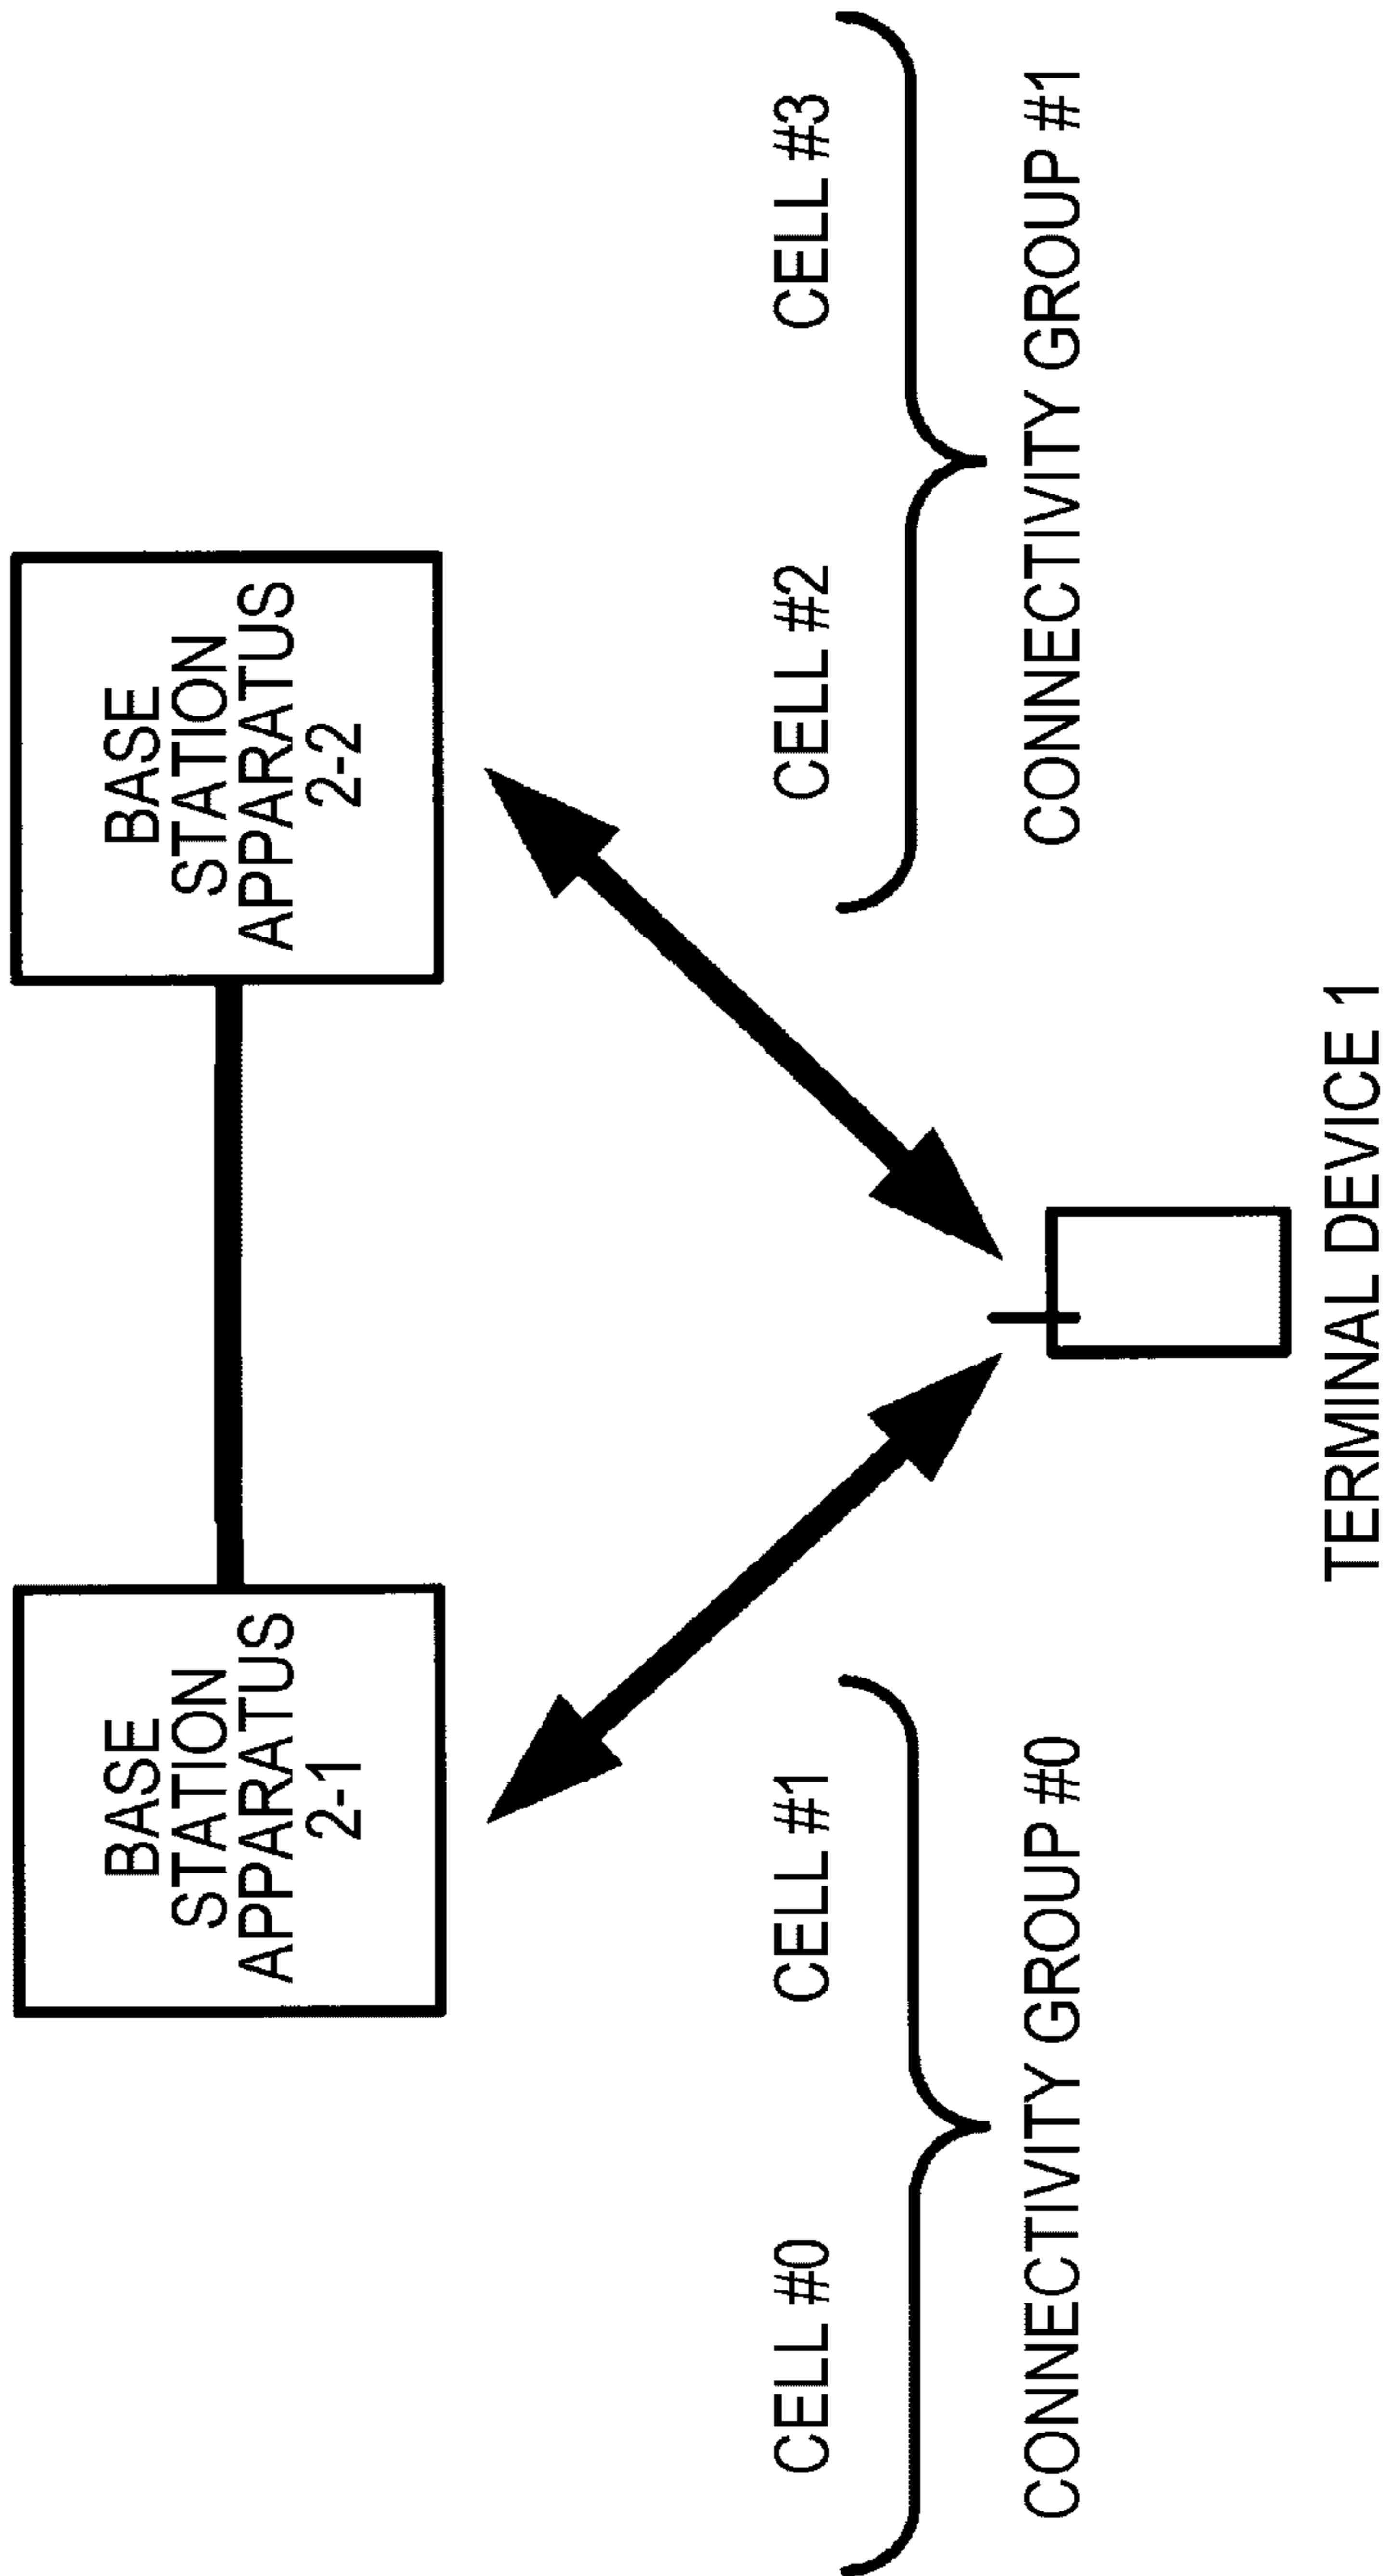 BASE
STATION
APPARATUS
2-1
BASE
STATION
APPARATUS
2-2
CELL #0
CELL #1
CELL #2
CELL #3
CONNECTIVITY GROUP #0
CONNECTIVITY GROUP #1
TERMINAL DEVICE 1